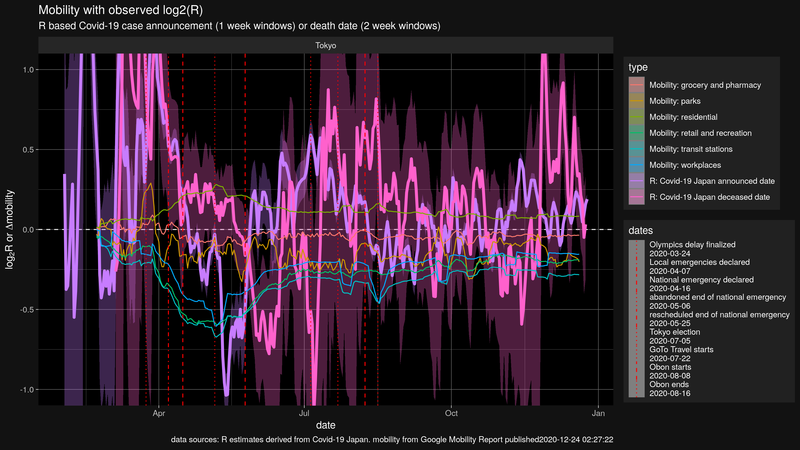 Mobility with observed log2(R)
R based Covid-19 case announcement (1 week windows) or death date (2 week windows)
Tokyo
1.0
0.5
0.0
-0.5
-1.0
log₂R or Δmobility
Apr
Jul
Oct
Jan
date
type
Mobility: grocery and pharmacy
Mobility: parks
Mobility: residential
Mobility: retail and recreation
Mobility: transit stations
Mobility: workplaces
R: Covid-19 Japan announced date
R: Covid-19 Japan deceased date
dates
Olympics delay finalized
2020-03-24
Local emergencies declared
2020-04-07
National emergency declared
2020-04-16
abandoned end of national emergency
2020-05-06
rescheduled end of national emergency
2020-05-25
Tokyo election
2020-07-05
GoTo Travel starts
2020-07-22
Obon starts
2020-08-08
Obon ends
2020-08-16
data sources: R estimates derived from Covid-19 Japan. mobility from Google Mobility Report published2020-12-24 02:27:22